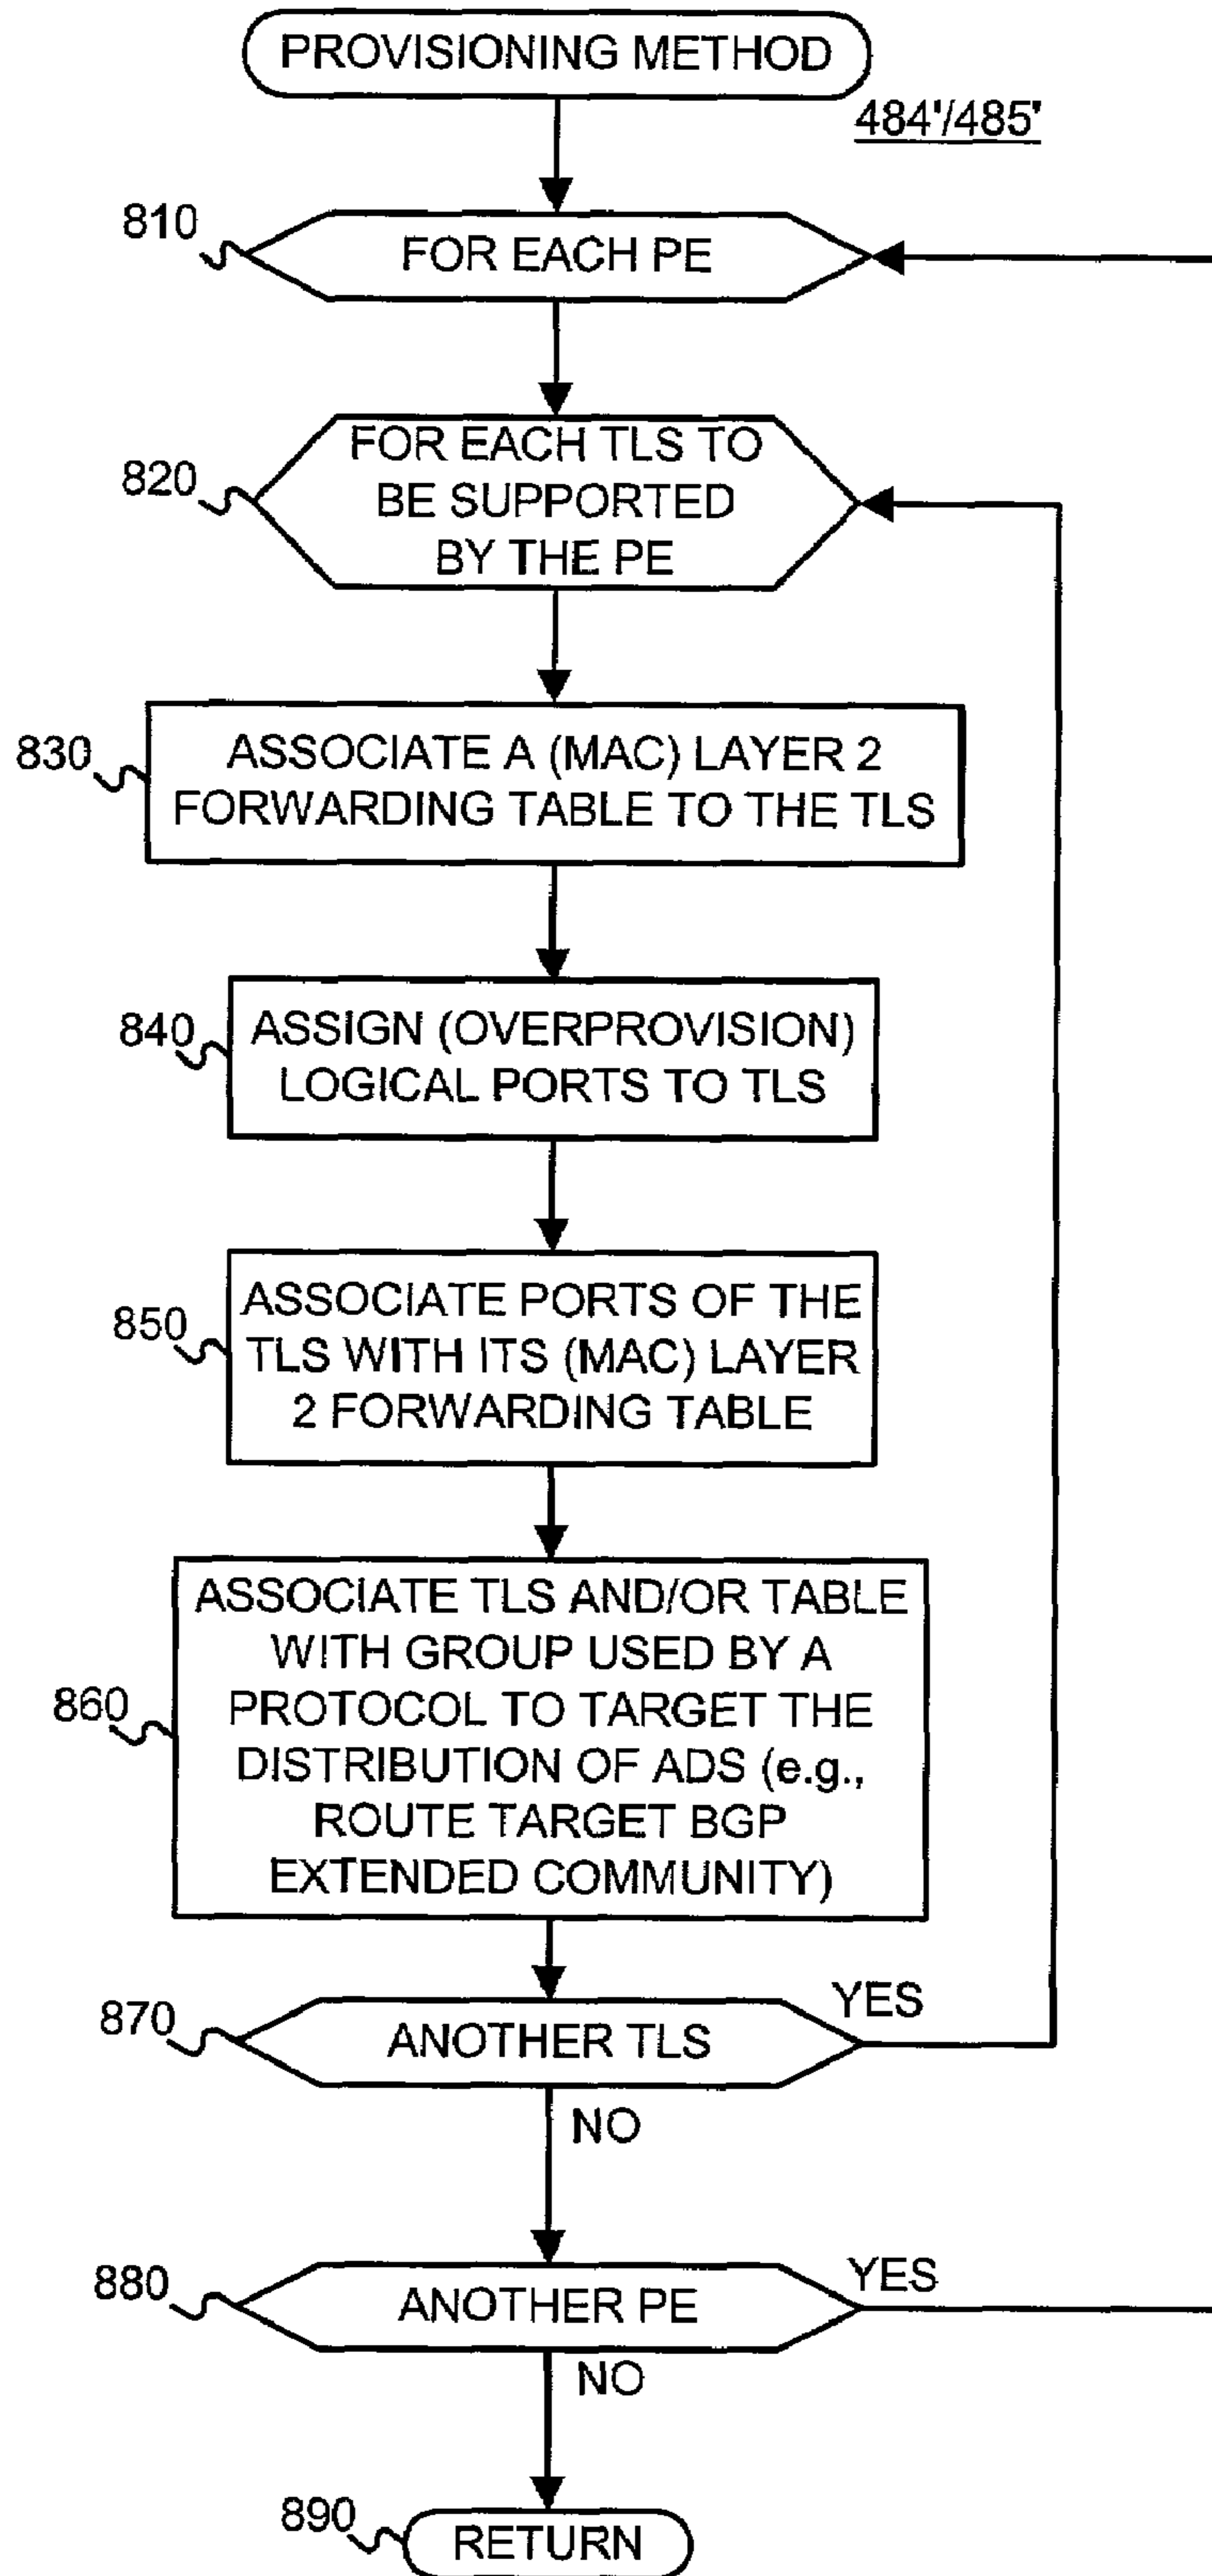 PROVISIONING METHOD
484'/485'
810
FOR EACH PE
820
FOR EACH TLS TO
BE SUPPORTED
BY THE PE
830
ASSOCIATE A (MAC) LAYER 2
FORWARDING TABLE TO THE TLS
840
ASSIGN (OVERPROVISION)
LOGICAL PORTS TO TLS
850
ASSOCIATE PORTS OF THE
TLS WITH ITS (MAC) LAYER
2 FORWARDING TABLE
860
ASSOCIATE TLS AND/OR TABLE
WITH GROUP USED BY A
PROTOCOL TO TARGET THE
DISTRIBUTION OF ADS (e.g.,
ROUTE TARGET BGP
EXTENDED COMMUNITY)
870
ANOTHER TLS
YES
NO
880
ANOTHER PE
YES
NO
890
RETURN